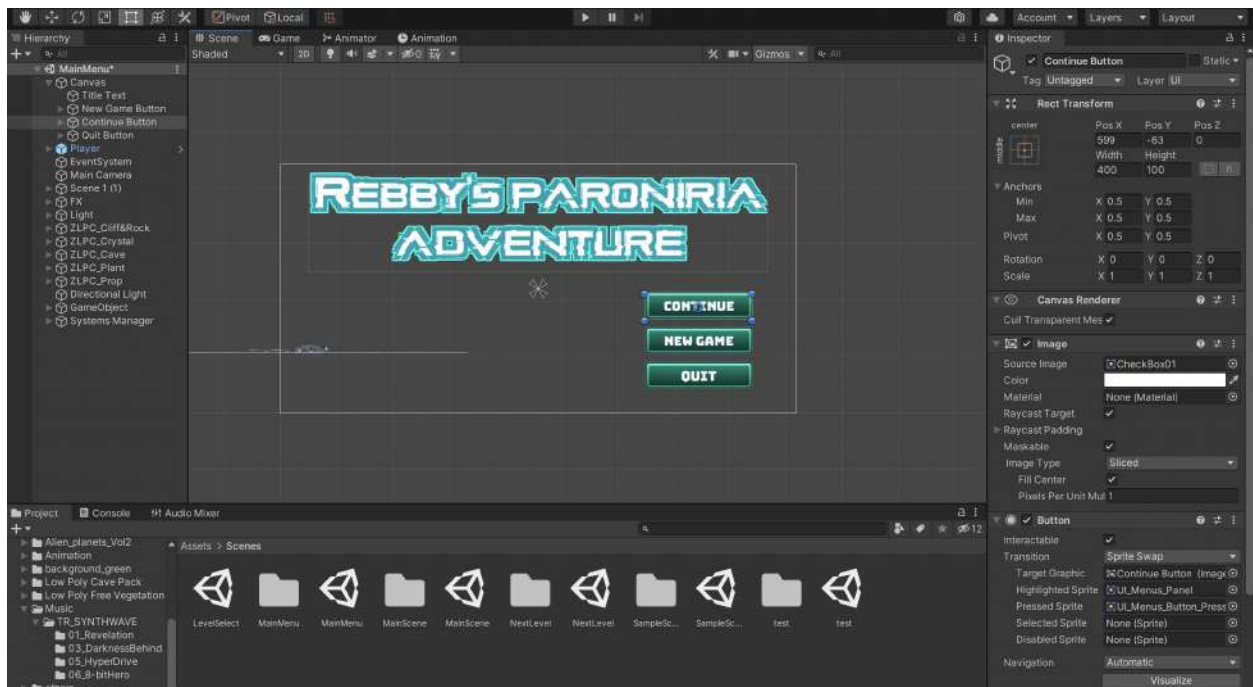 Pivot Local Account Layers Layout
Hierarchy
All
MainMenu*
Canvas
Title Text
New Game Button
Continue Button
Quit Button
Player
EventSystem
Main Camera
Scene 1 (1)
FX
Light
ZLPC_Cliff&Rock
ZLPC_Crystal
ZLPC_Cave
ZLPC_Plant
ZLPC_Prop
Directional Light
GameObject
Systems Manager
Scene Game Animator Animation
Shaded 2D 0 Gizmos All
REBBY'S PARONIRIA
ADVENTURE
CONTINUE
NEW GAME
QUIT
Inspector
Continue Button Static
Tag Untagged Layer UI
Rect Transform
center Pos X Pos Y Pos Z
middle 599 -63 0
Width Height
400 100 R
Anchors
Min X 0.5 Y 0.5
Max X 0.5 Y 0.5
Pivot X 0.5 Y 0.5
Rotation X 0 Y 0 Z 0
Scale X 1 Y 1 Z 1
Canvas Renderer
Cull Transparent Mes
Image
Source Image CheckBox01
Color
Material None (Material)
Raycast Target
Raycast Padding
Maskable
Image Type Sliced
Fill Center
Pixels Per Unit Mul 1
Button
Interactable
Transition Sprite Swap
Target Graphic Continue Button (Image
Highlighted Sprite UI_Menus_Panel
Pressed Sprite UI_Menus_Button_Press
Selected Sprite None (Sprite)
Disabled Sprite None (Sprite)
Navigation Automatic
Visualize
Project Console Audio Mixer
12
Alien_planets_Vol2
Animation
background_green
Low Poly Cave Pack
Low Poly Free Vegetation
Music
TR_SYNTHWAVE
01_Revelation
03_DarknessBehind
05_HyperDrive
06_8-bitHero
Assets > Scenes
LevelSelect MainMenu MainMenu MainScene MainScene NextLevel NextLevel SampleSc... SampleSc... test test